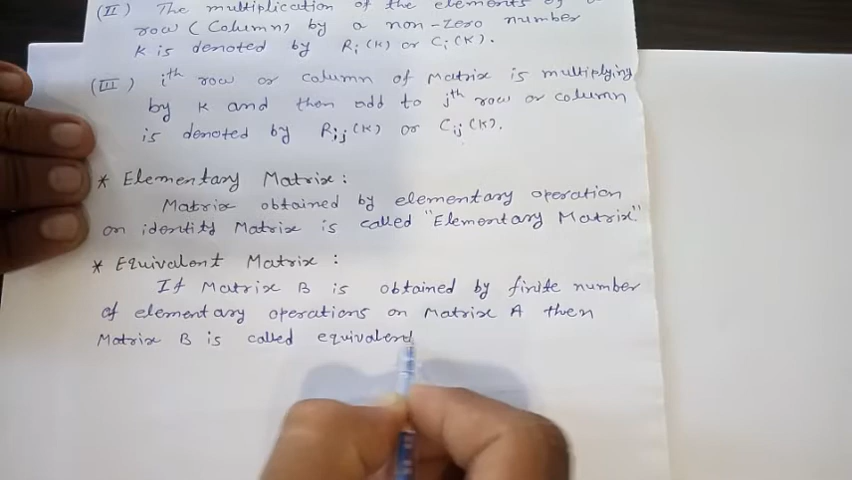 (II) The multiplication of the elements of
row (Column) by a non-zero number
K is denoted by Ri(K) or Ci(K).
(III) ith row or column of Matrix is multiplying
by K and then add to jth row or column
is denoted by Rij(K) or Cij(K).
* Elementary Matrix:
Matrix obtained by elementary operation
on identity Matrix is called "Elementary Matrix"
* Equivalent Matrix:
If Matrix B is obtained by finite number
of elementary operations on Matrix A then
Matrix B is called equivalen